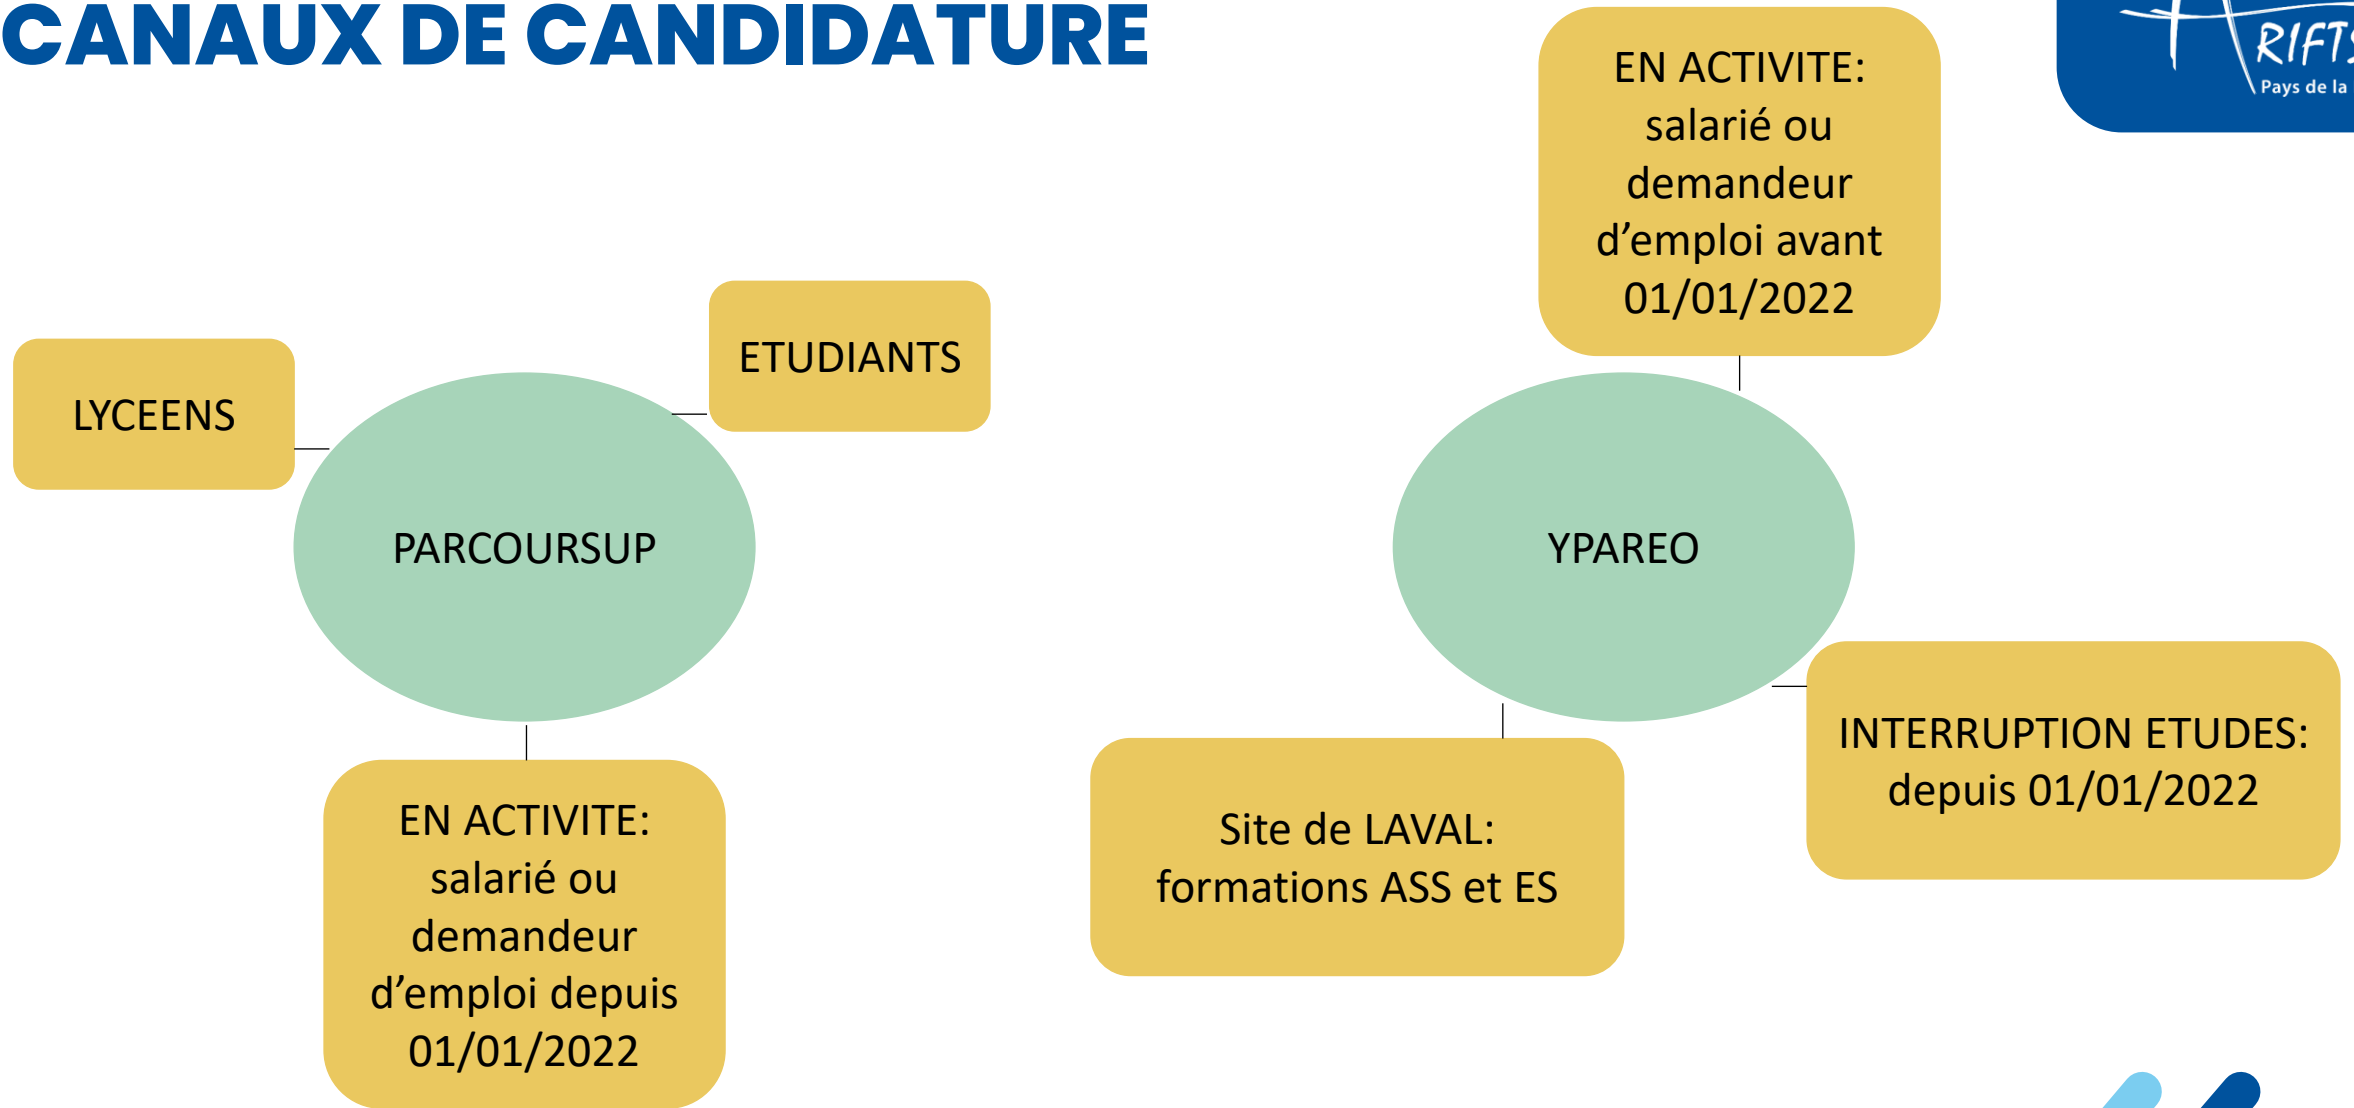 CANAUX DE CANDIDATURE
RIFTS
Pays de la
LYCEENS
ETUDIANTS
PARCOURSUP
EN ACTIVITE:
salarié ou
demandeur
d’emploi depuis
01/01/2022
EN ACTIVITE:
salarié ou
demandeur
d’emploi avant
01/01/2022
YPAREO
INTERRUPTION ETUDES:
depuis 01/01/2022
Site de LAVAL:
formations ASS et ES